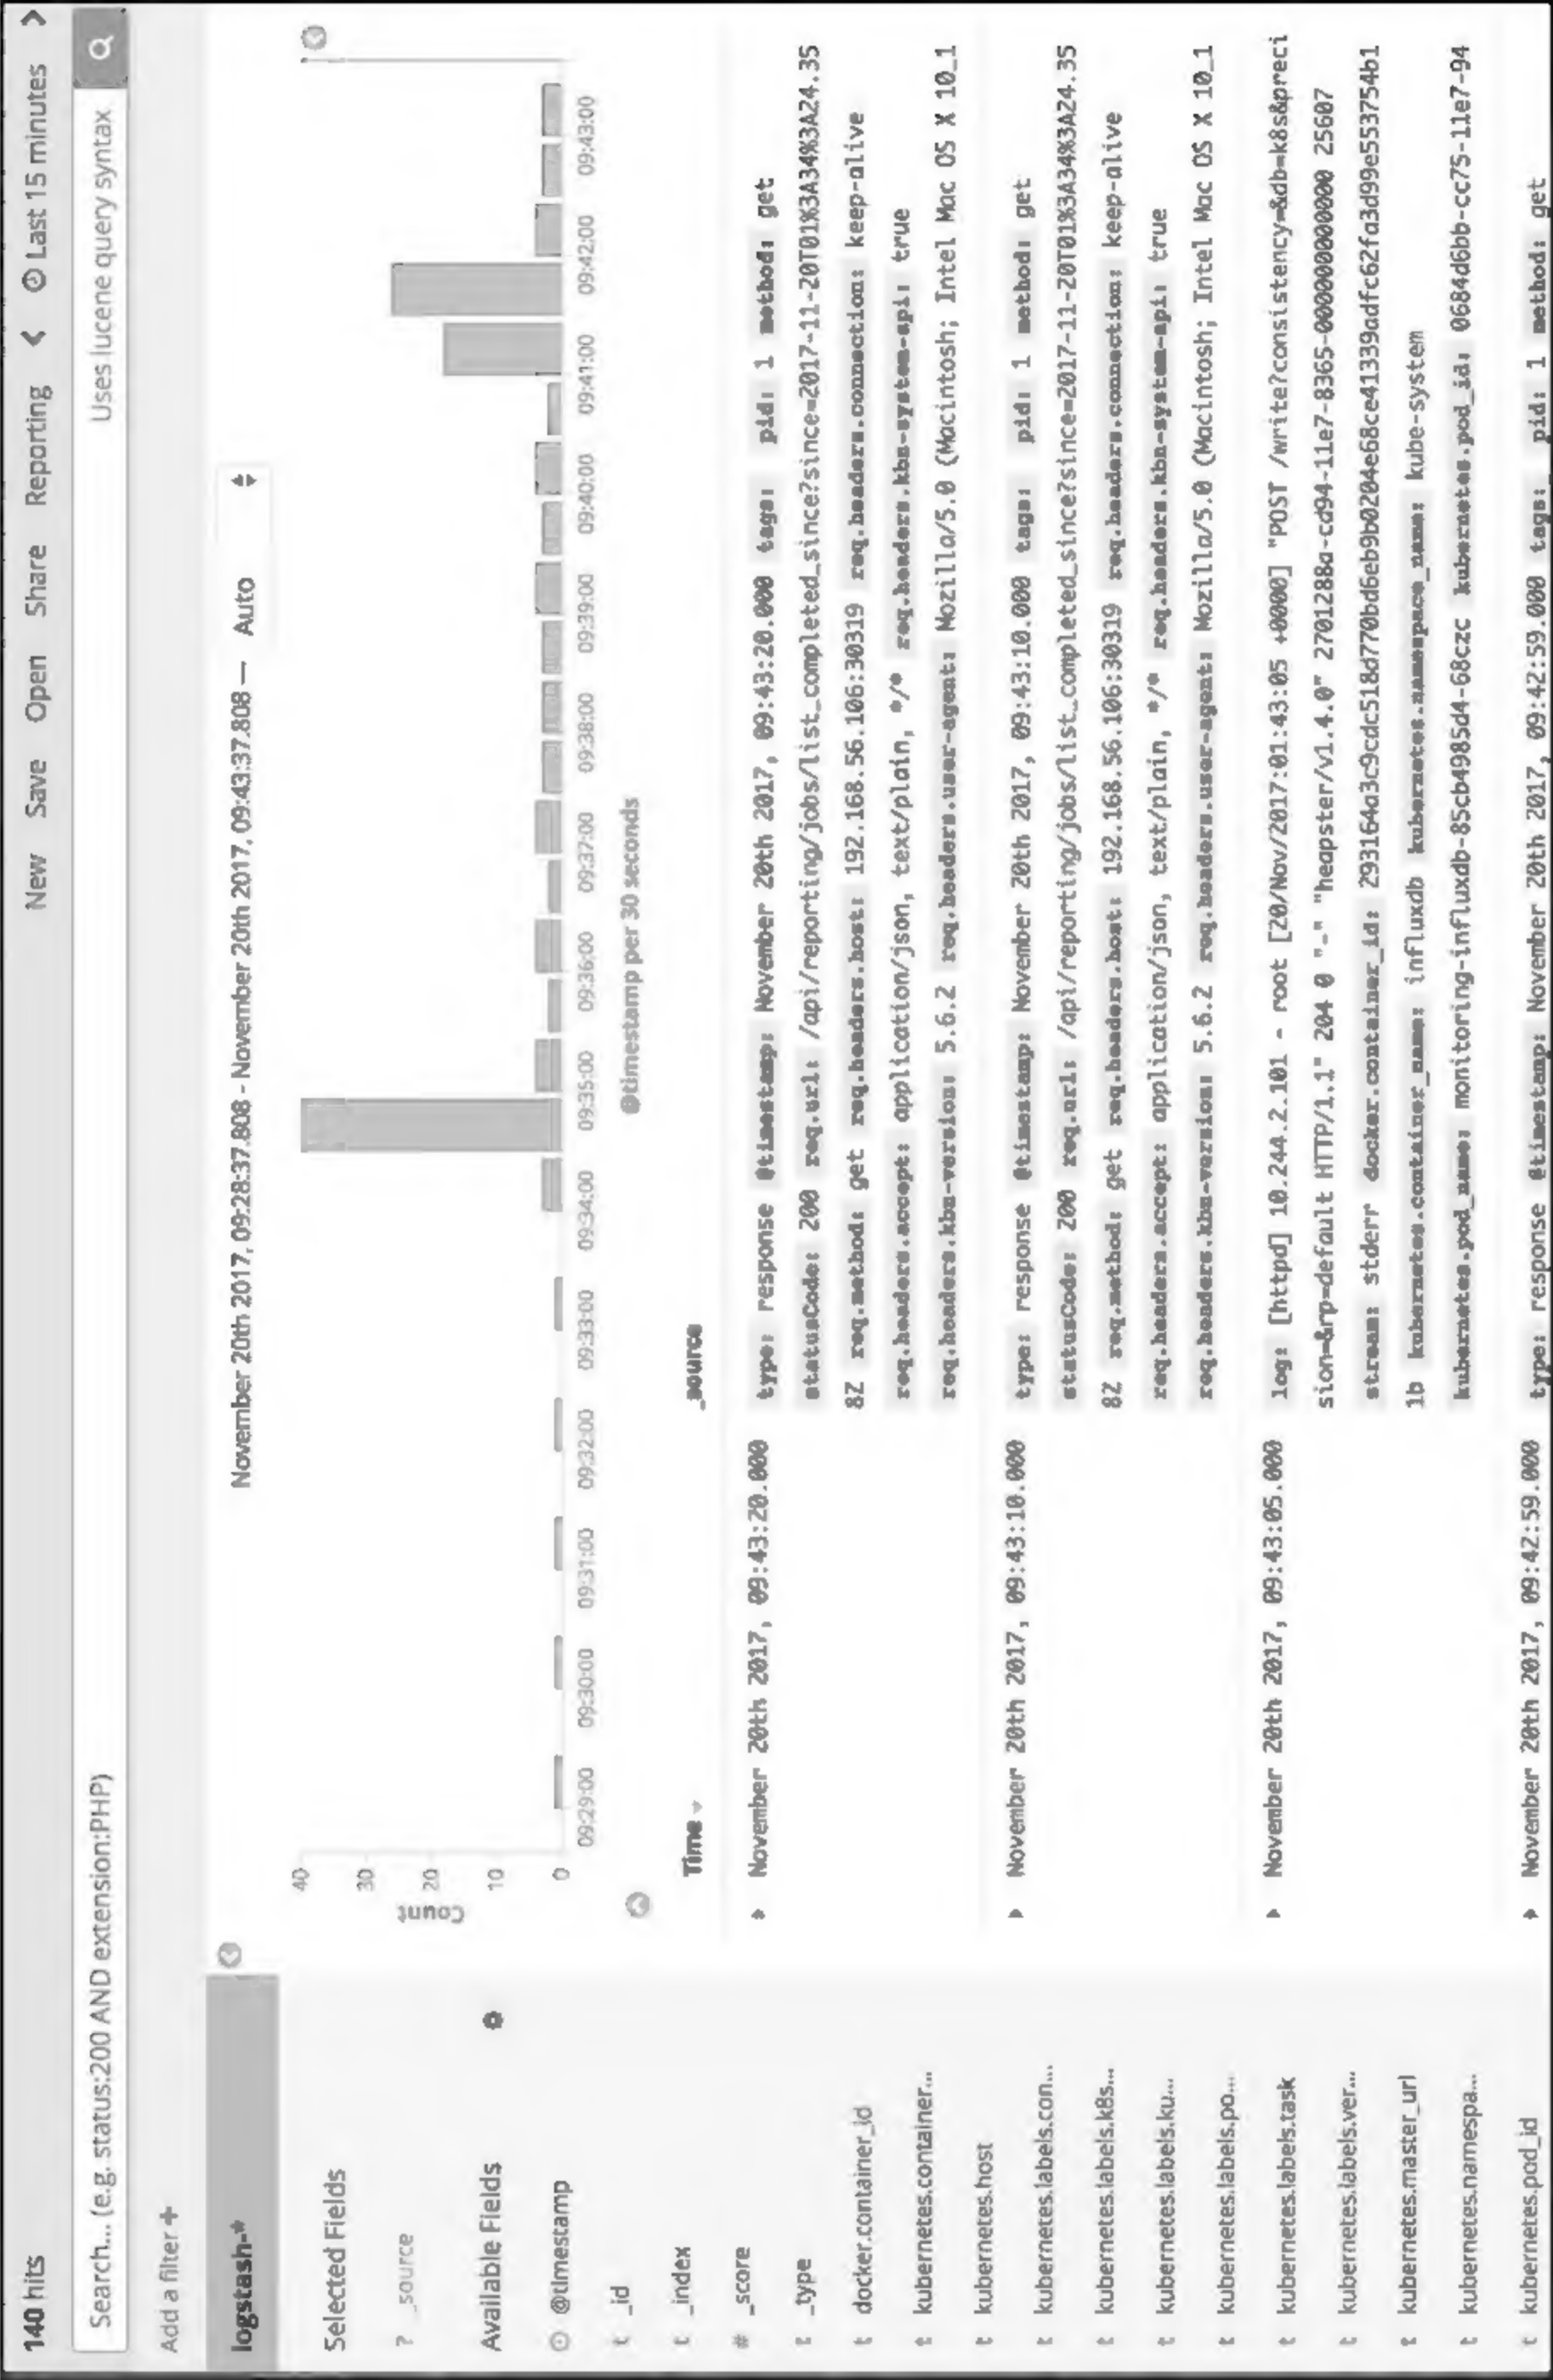 140 hits
New Save Open Share Reporting Last 15 minutes
Search... (e.g. status:200 AND extension:PHP)
Uses lucene query syntax
Add a filter +
logstash-*
Selected Fields
? _source
Available Fields
@timestamp
t _id
t _index
# _score
t _type
t docker.container_id
t kubernetes.container...
t kubernetes.host
t kubernetes.labels.con...
t kubernetes.labels.k8s...
t kubernetes.labels.ku...
t kubernetes.labels.po...
t kubernetes.labels.task
t kubernetes.labels.ver...
t kubernetes.master_url
t kubernetes.namespa...
t kubernetes.pod_id
November 20th 2017, 09:28:37.808 - November 20th 2017, 09:43:37.808 — Auto
Count
40
30
20
10
0
09:29:00 09:30:00 09:31:00 09:32:00 09:33:00 09:34:00 09:35:00 09:36:00 09:37:00 09:38:00 09:39:00 09:40:00 09:41:00 09:42:00 09:43:00
@timestamp per 30 seconds
Time _source
November 20th 2017, 09:43:20.000 type: response @timestamp: November 20th 2017, 09:43:20.000 tags: pid: 1 method: get
statusCode: 200 req.url: /api/reporting/jobs/list_completed_since?since=2017-11-20T01%3A34%3A24.35
8Z req.method: get req.headers.host: 192.168.56.106:30319 req.headers.connection: keep-alive
req.headers.accept: application/json, text/plain, */* req.headers.kbn-system-api: true
req.headers.kbn-version: 5.6.2 req.headers.user-agent: Mozilla/5.0 (Macintosh; Intel Mac OS X 10_1
November 20th 2017, 09:43:10.000 type: response @timestamp: November 20th 2017, 09:43:10.000 tags: pid: 1 method: get
statusCode: 200 req.url: /api/reporting/jobs/list_completed_since?since=2017-11-20T01%3A34%3A24.35
8Z req.method: get req.headers.host: 192.168.56.106:30319 req.headers.connection: keep-alive
req.headers.accept: application/json, text/plain, */* req.headers.kbn-system-api: true
req.headers.kbn-version: 5.6.2 req.headers.user-agent: Mozilla/5.0 (Macintosh; Intel Mac OS X 10_1
November 20th 2017, 09:43:05.000 log: [httpd] 10.244.2.101 - root [20/Nov/2017:01:43:05 +0000] "POST /write?consistency=&db=k8s&preci
sion=&rp=default HTTP/1.1" 204 0 "-" "heapster/v1.4.0" 2701288a-cd94-11e7-8365-000000000000 25607
stream: stderr docker.container_id: 293164a3c9cdc518d770bd6eb9b0204e68ce41339adfc62fa3d99e553754b1
1b kubernetes.container_name: influxdb kubernetes.namespace_name: kube-system
kubernetes.pod_name: monitoring-influxdb-85cb4985d4-68czc kubernetes.pod_id: 0684d6bb-cc75-11e7-94
November 20th 2017, 09:42:59.000 type: response @timestamp: November 20th 2017, 09:42:59.000 tags: pid: 1 method: get